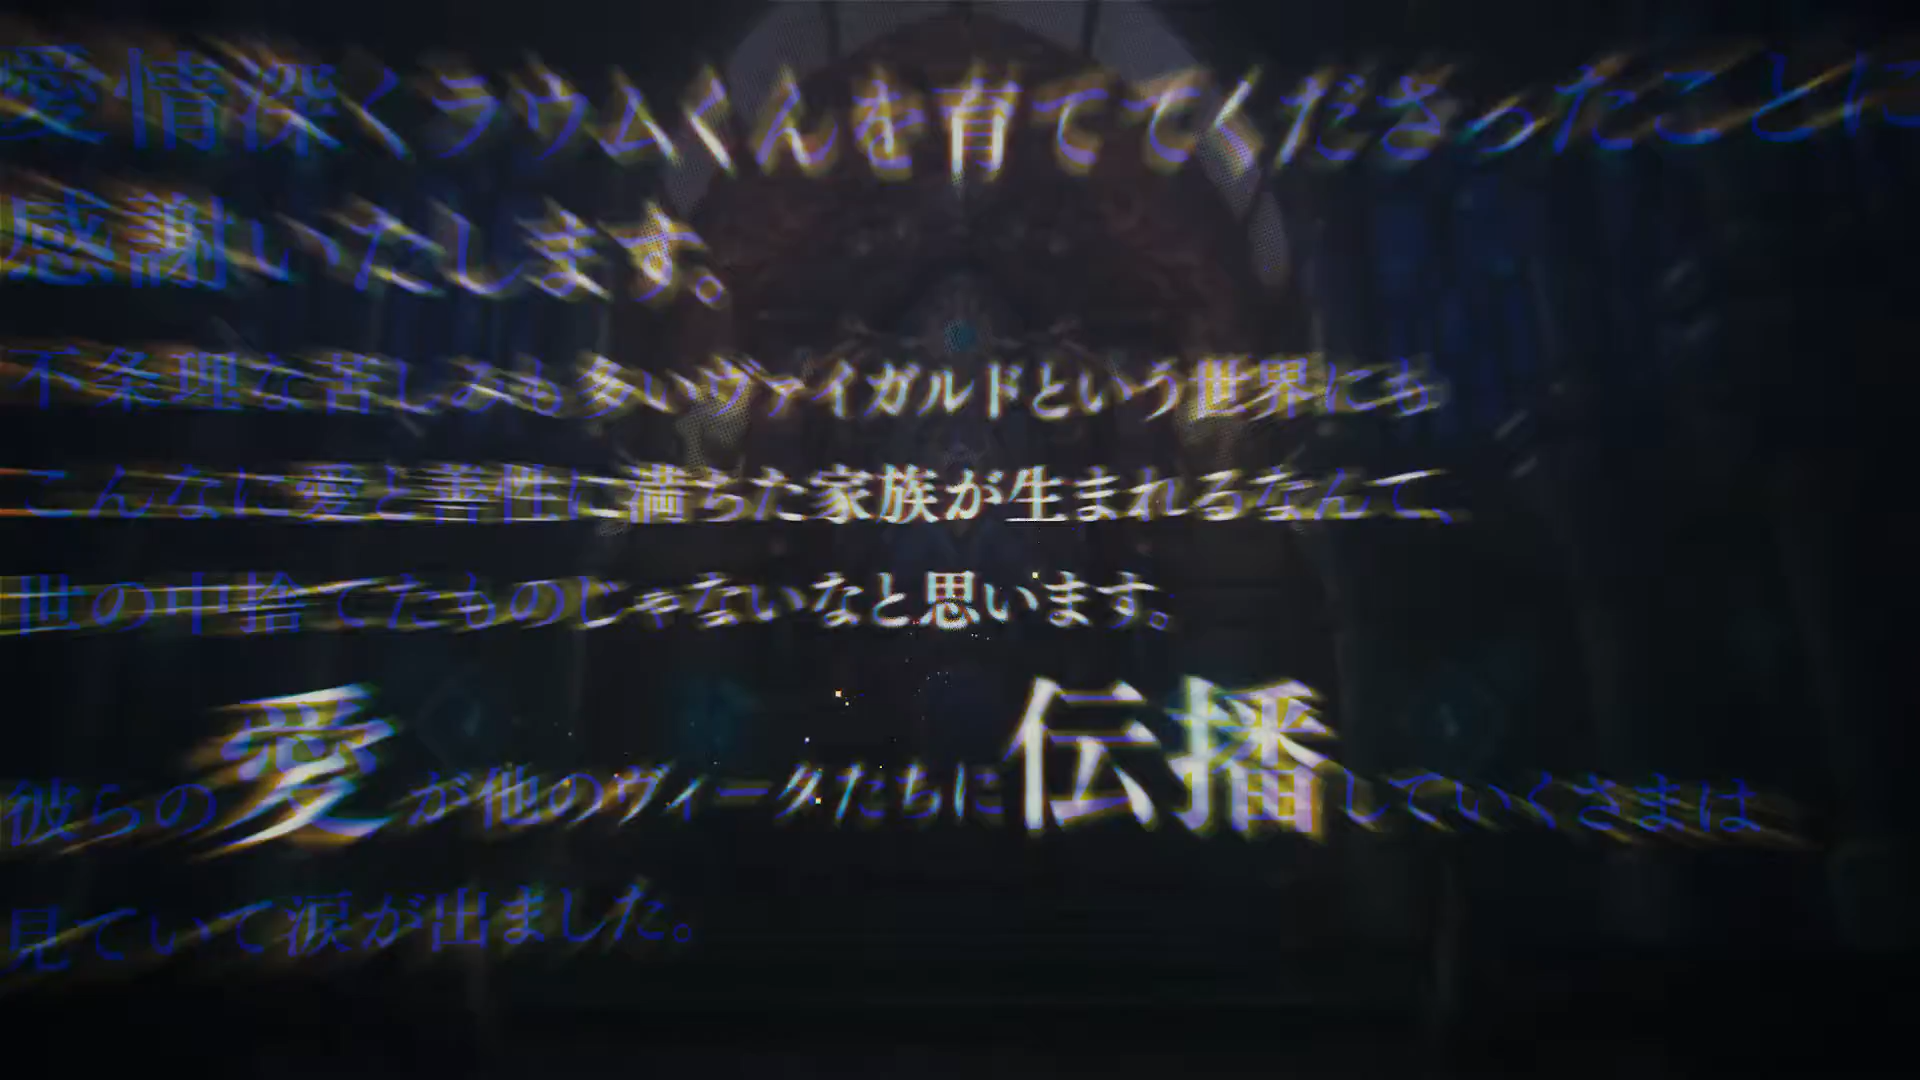 愛情深くラウムくんを育ててくださったことに
感謝いたします。
不条理な苦しみも多いヴァイガルドという世界にも
こんなに愛と善性に満ちた家族が生まれるなんて、
世の中捨てたものじゃないなと思います。
彼らの愛が他のヴィータたちに伝播していくさまは
見ていて涙が出ました。